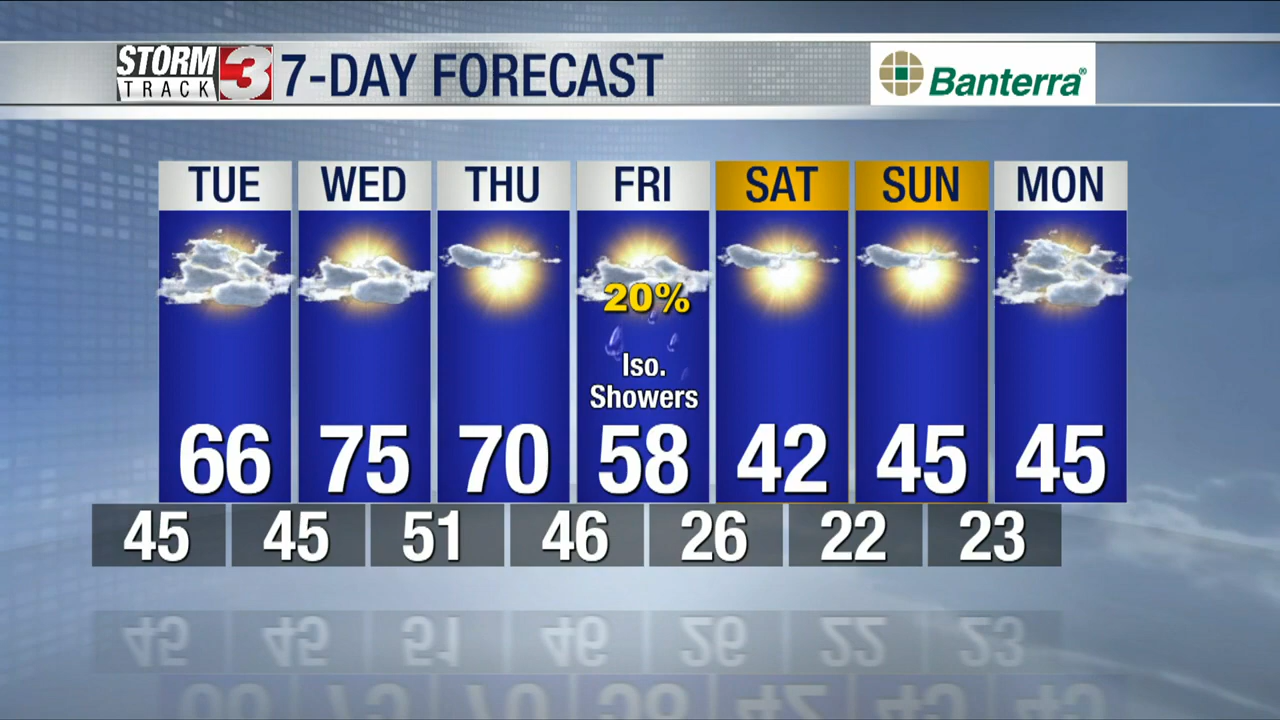 STORM
TRACK 3
7-DAY FORECAST
Banterra®
TUE WED THU FRI SAT SUN MON
20%
Iso.
Showers
66 75 70 58 42 45 45
45 45 51 46 26 22 23